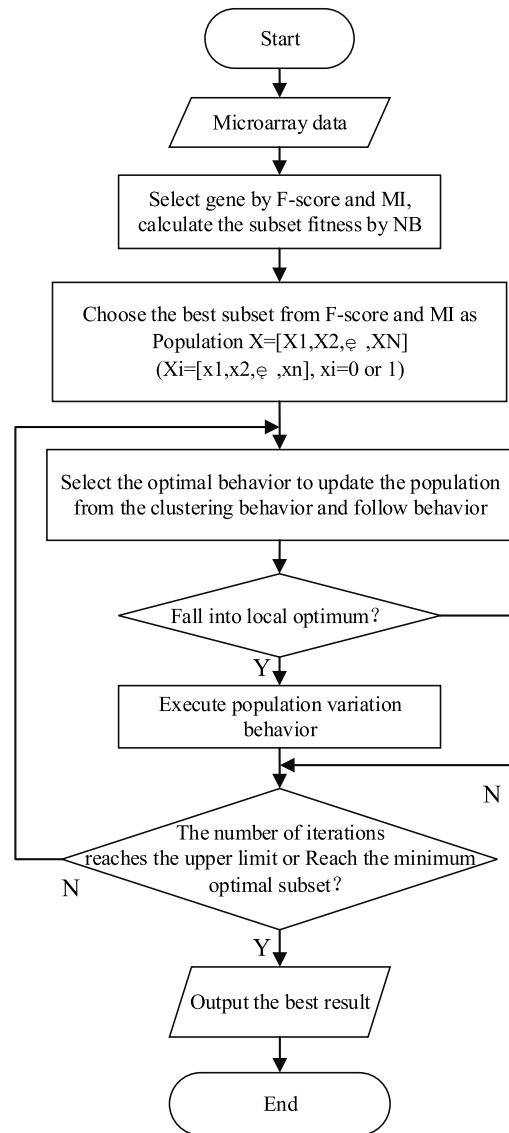 Start
Microarray data
Select gene by F-score and MI,
calculate the subset fitness by NB
Choose the best subset from F-score and MI as
Population X=[X1,X2,ҿ ,XN]
(Xi=[x1,x2,ҿ ,xn], xi=0 or 1)
Select the optimal behavior to update the population
from the clustering behavior and follow behavior
Fall into local optimum?
Y
Execute population variation
behavior
N
The number of iterctions
reaches the upper limit or Reach the minimum
optimal subset?
N
Y
Output the best result
End